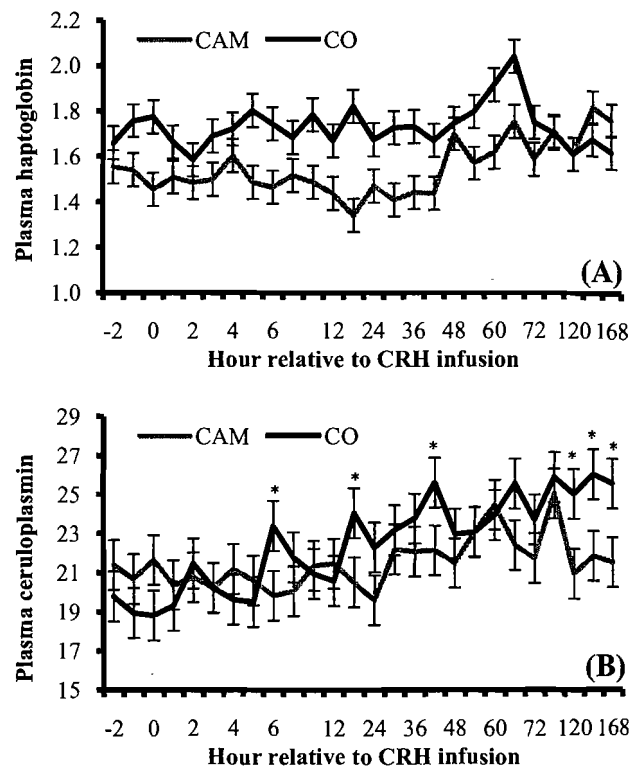 CAM CO
Plasma haptoglobin
2.2
2.0
1.8
1.6
1.4
1.2
1.0
(A)
-2 0 2 4 6 12 24 36 48 60 72 120 168
Hour relative to CRH infusion
CAM CO
Plasma ceruloplasmin
29
27
25
23
21
19
17
15
* * * * * *
(B)
-2 0 2 4 6 12 24 36 48 60 72 120 168
Hour relative to CRH infusion